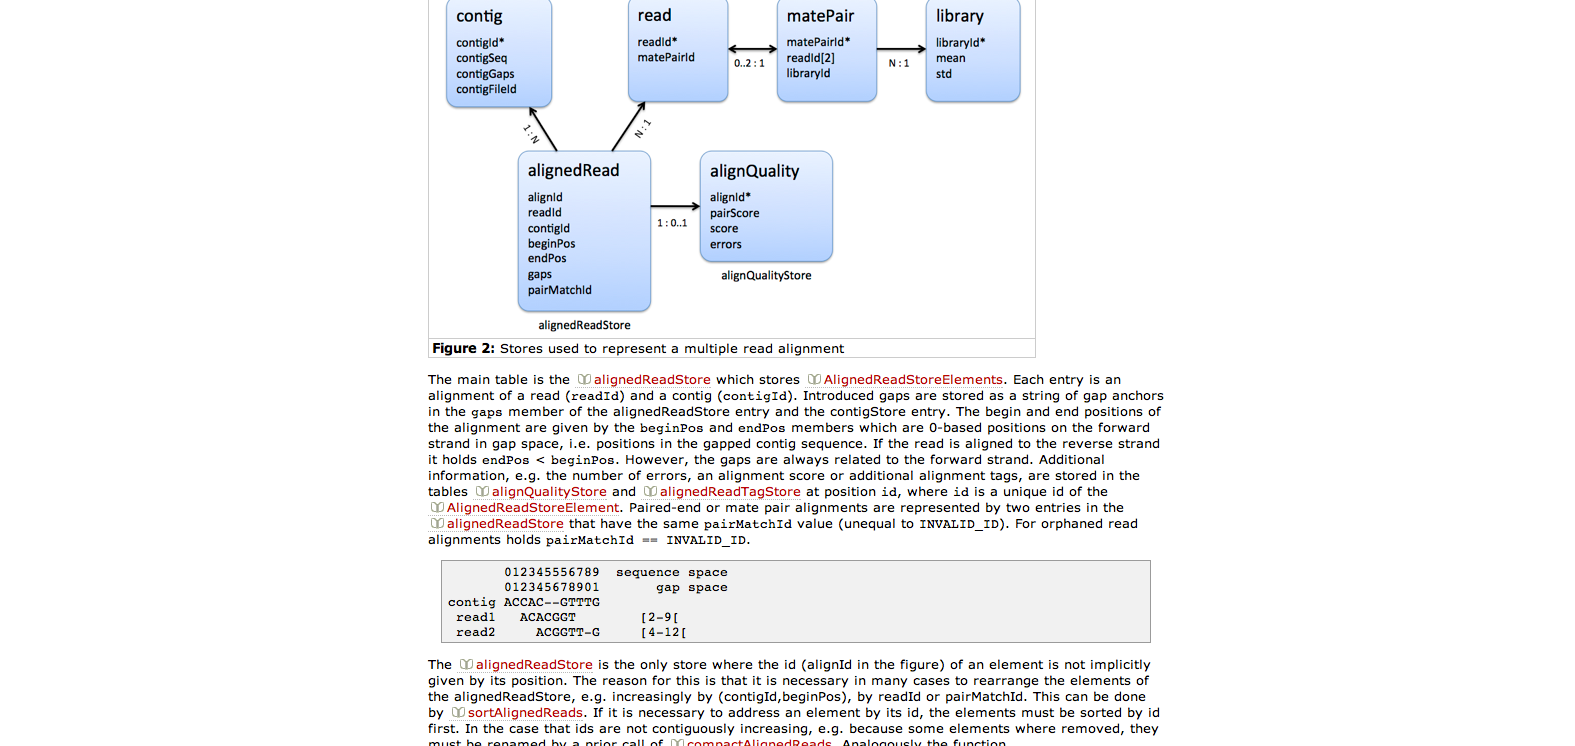 contig
contigId*
contigSeq
contigGaps
contigFileId
read
readId*
matePairId
0..2 : 1
matePair
matePairId*
readId[2]
libraryId
N : 1
library
libraryId*
mean
std
1 : N
N : 1
alignedRead
alignId
readId
contigId
beginPos
endPos
gaps
pairMatchId
alignedReadStore
1 : 0..1
alignQuality
alignId*
pairScore
score
errors
alignQualityStore
Figure 2: Stores used to represent a multiple read alignment
The main table is the alignedReadStore which stores AlignedReadStoreElements. Each entry is an
alignment of a read (readId) and a contig (contigId). Introduced gaps are stored as a string of gap anchors
in the gaps member of the alignedReadStore entry and the contigStore entry. The begin and end positions of
the alignment are given by the beginPos and endPos members which are 0-based positions on the forward
strand in gap space, i.e. positions in the gapped contig sequence. If the read is aligned to the reverse strand
it holds endPos < beginPos. However, the gaps are always related to the forward strand. Additional
information, e.g. the number of errors, an alignment score or additional alignment tags, are stored in the
tables alignQualityStore and alignedReadTagStore at position id, where id is a unique id of the
AlignedReadStoreElement. Paired-end or mate pair alignments are represented by two entries in the
alignedReadStore that have the same pairMatchId value (unequal to INVALID_ID). For orphaned read
alignments holds pairMatchId == INVALID_ID.
012345556789 sequence space
012345678901 gap space
contig ACCAC--GTTTG
read1 ACACGGT [2-9[
read2 ACGGTT-G [4-12[
The alignedReadStore is the only store where the id (alignId in the figure) of an element is not implicitly
given by its position. The reason for this is that it is necessary in many cases to rearrange the elements of
the alignedReadStore, e.g. increasingly by (contigId,beginPos), by readId or pairMatchId. This can be done
by sortAlignedReads. If it is necessary to address an element by its id, the elements must be sorted by id
first. In the case that ids are not contiguously increasing, e.g. because some elements where removed, they
must be renamed by a prior call of compactAlignedReads. Analogously the function